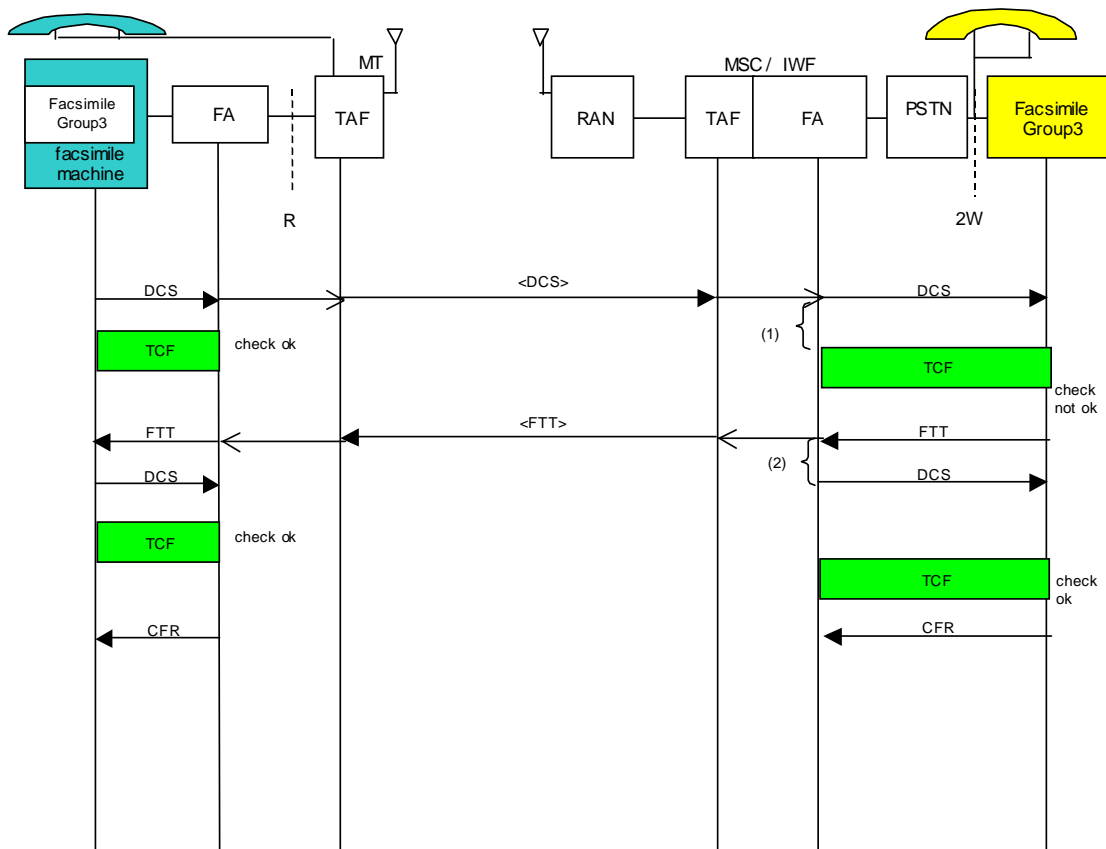 MT
MSC / IWF
Facsimile
Group3
facsimile
machine
FA
TAF
RAN
TAF
FA
PSTN
Facsimile
Group3
R
2W
DCS
<DCS>
DCS
(1)
TCF
check ok
TCF
check
not ok
FTT
<FTT>
FTT
(2)
DCS
DCS
TCF
check ok
TCF
check
ok
CFR
CFR